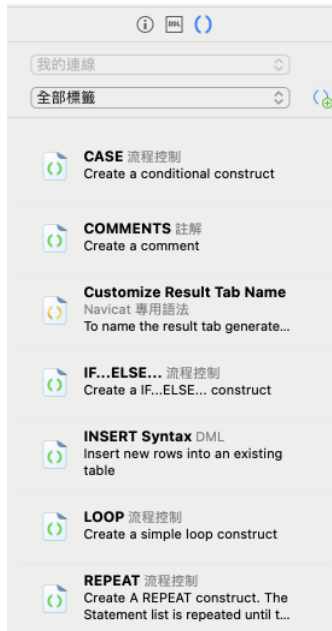 DDL
我的連線
全部標籤
CASE 流程控制
Create a conditional construct
COMMENTS 註解
Create a comment
Customize Result Tab Name
Navicat 專用語法
To name the result tab generate...
IF...ELSE... 流程控制
Create a IF...ELSE... construct
INSERT Syntax DML
Insert new rows into an existing
table
LOOP 流程控制
Create a simple loop construct
REPEAT 流程控制
Create A REPEAT construct. The
Statement list is repeated until t...